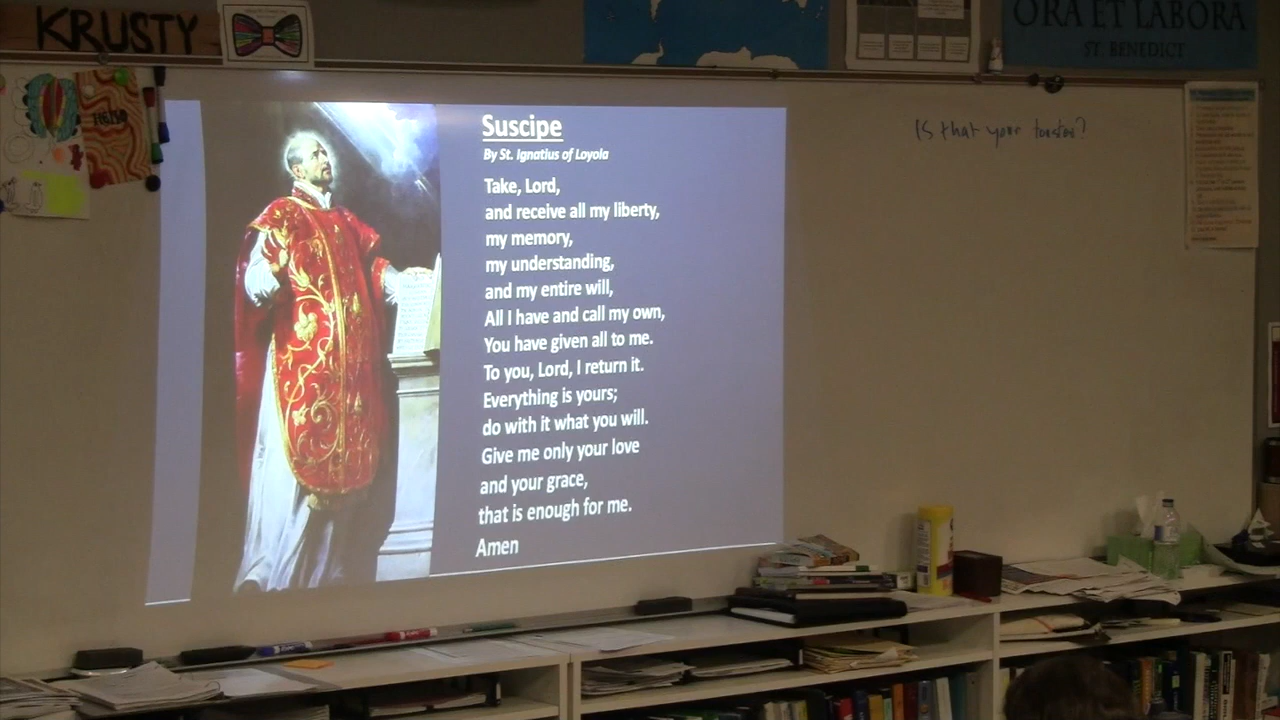 KRUSTY
ORA ET LABORA
ST. BENEDICT
Is that your
Suscipe
By St. Ignatius of Loyola
Take, Lord,
and receive all my liberty,
my memory,
my understanding,
and my entire will,
All I have and call my own,
You have given all to me.
To you, Lord, I return it.
Everything is yours;
do with it what you will.
Give me only your love
and your grace,
that is enough for me.
Amen